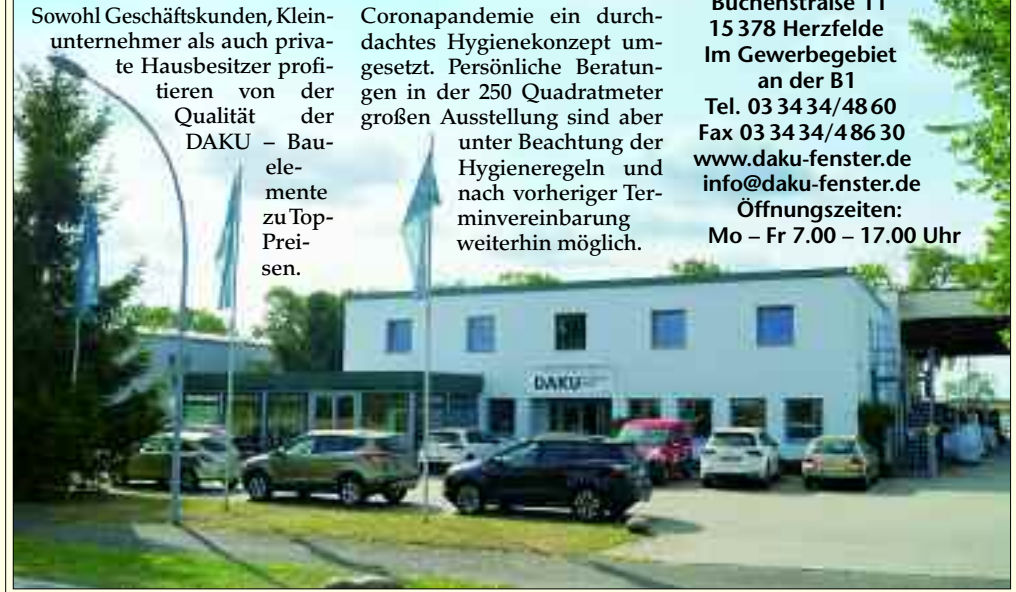 Sowohl Geschäftskunden, Klein-
unternehmer als auch priva-
te Hausbesitzer profi-
tieren von der
Qualität der
DAKU – Bau-
ele-
mente
zu Top-
Prei-
sen.
Coronapandemie ein durch-
dachtes Hygienekonzept um-
gesetzt. Persönliche Beratun-
gen in der 250 Quadratmeter
großen Ausstellung sind aber
unter Beachtung der
Hygieneregeln und
nach vorheriger Ter-
minvereinbarung
weiterhin möglich.
Buchenstraße 11
15 378 Herzfelde
Im Gewerbegebiet
an der B1
Tel. 03 34 34/48 60
Fax 03 34 34/4 86 30
www.daku-fenster.de
info@daku-fenster.de
Öffnungszeiten:
Mo – Fr 7.00 – 17.00 Uhr
DAKU